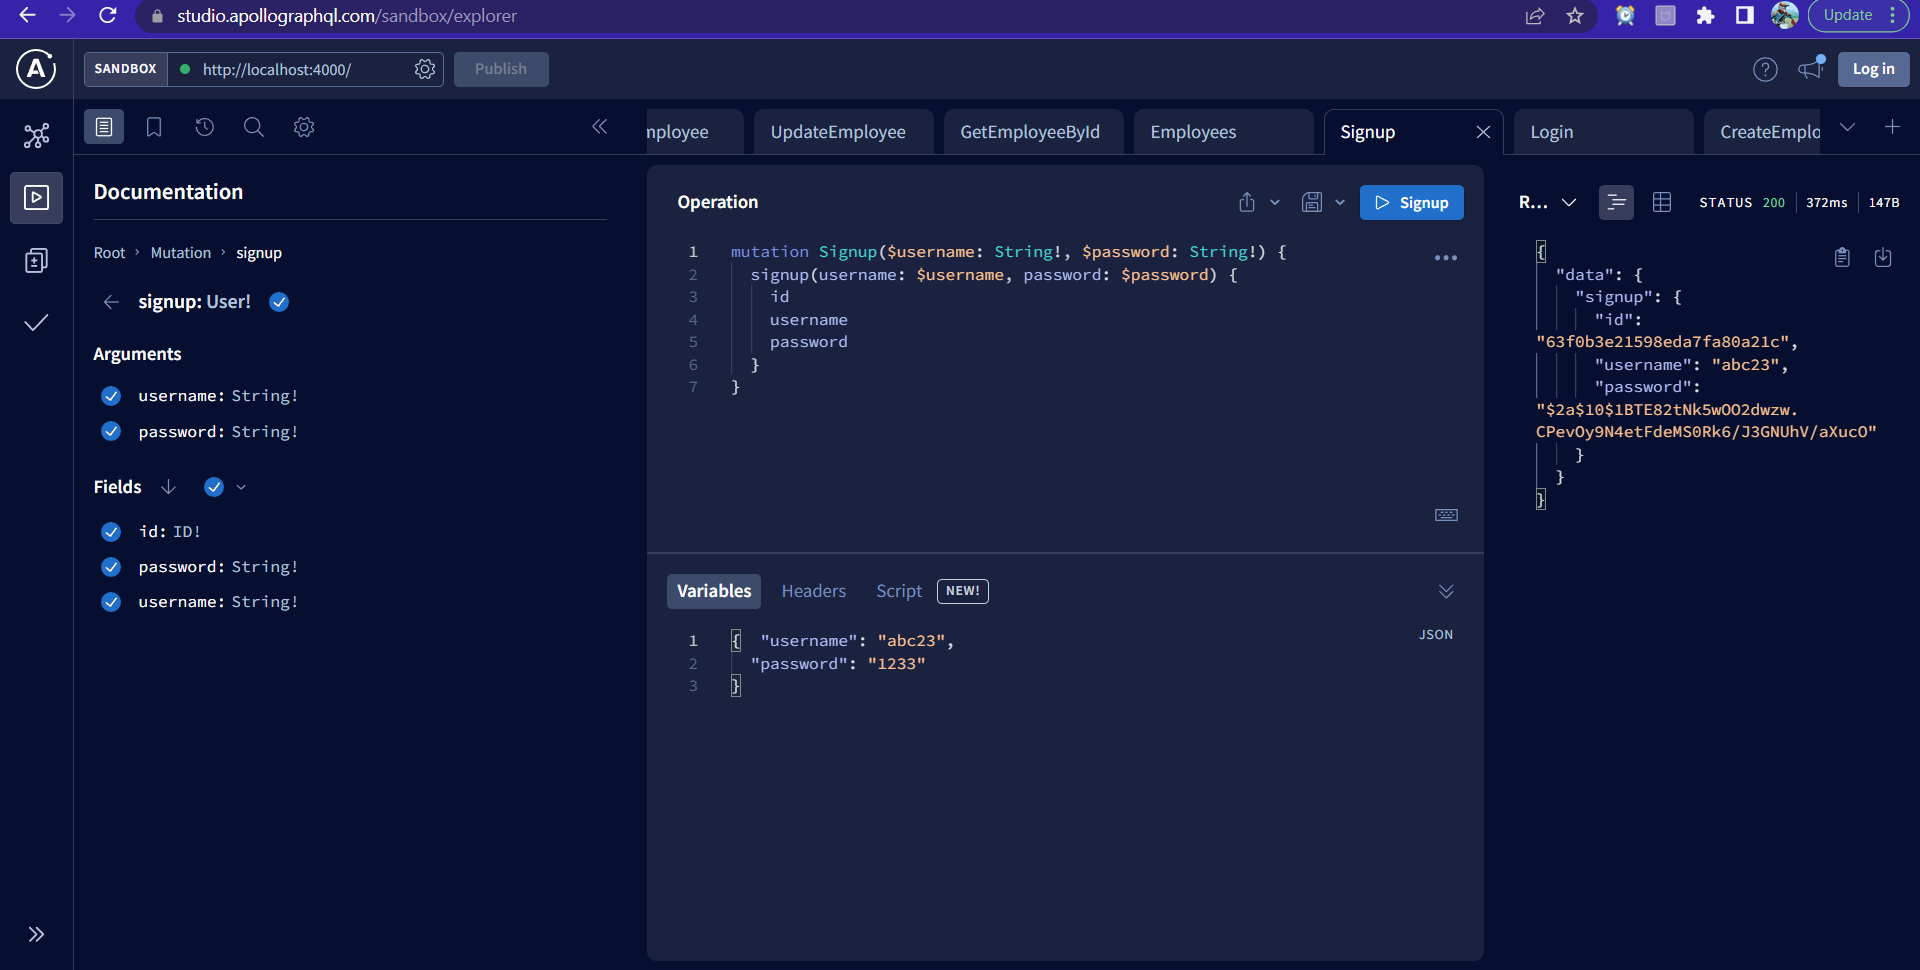 studio.apollographql.com/sandbox/explorer
Update
SANDBOX
http://localhost:4000/
Publish
Log in
mployee
UpdateEmployee
GetEmployeeById
Employees
Signup
Login
CreateEmplo
Documentation
Root › Mutation › signup
signup: User!
Arguments
username: String!
password: String!
Fields
id: ID!
password: String!
username: String!
Operation
Signup
1 mutation Signup($username: String!, $password: String!) {
2 signup(username: $username, password: $password) {
3 id
4 username
5 password
6 }
7 }
Variables
Headers
Script
NEW!
JSON
1 { "username": "abc23",
2 "password": "1233"
3 }
R...
STATUS 200
372ms
147B
{
"data": {
"signup": {
"id":
"63f0b3e21598eda7fa80a21c",
"username": "abc23",
"password":
"$2a$10$1BTE82tNk5wOO2dwzw.
CPevOy9N4etFdeMS0Rk6/J3GNUhV/aXucO"
}
}
}